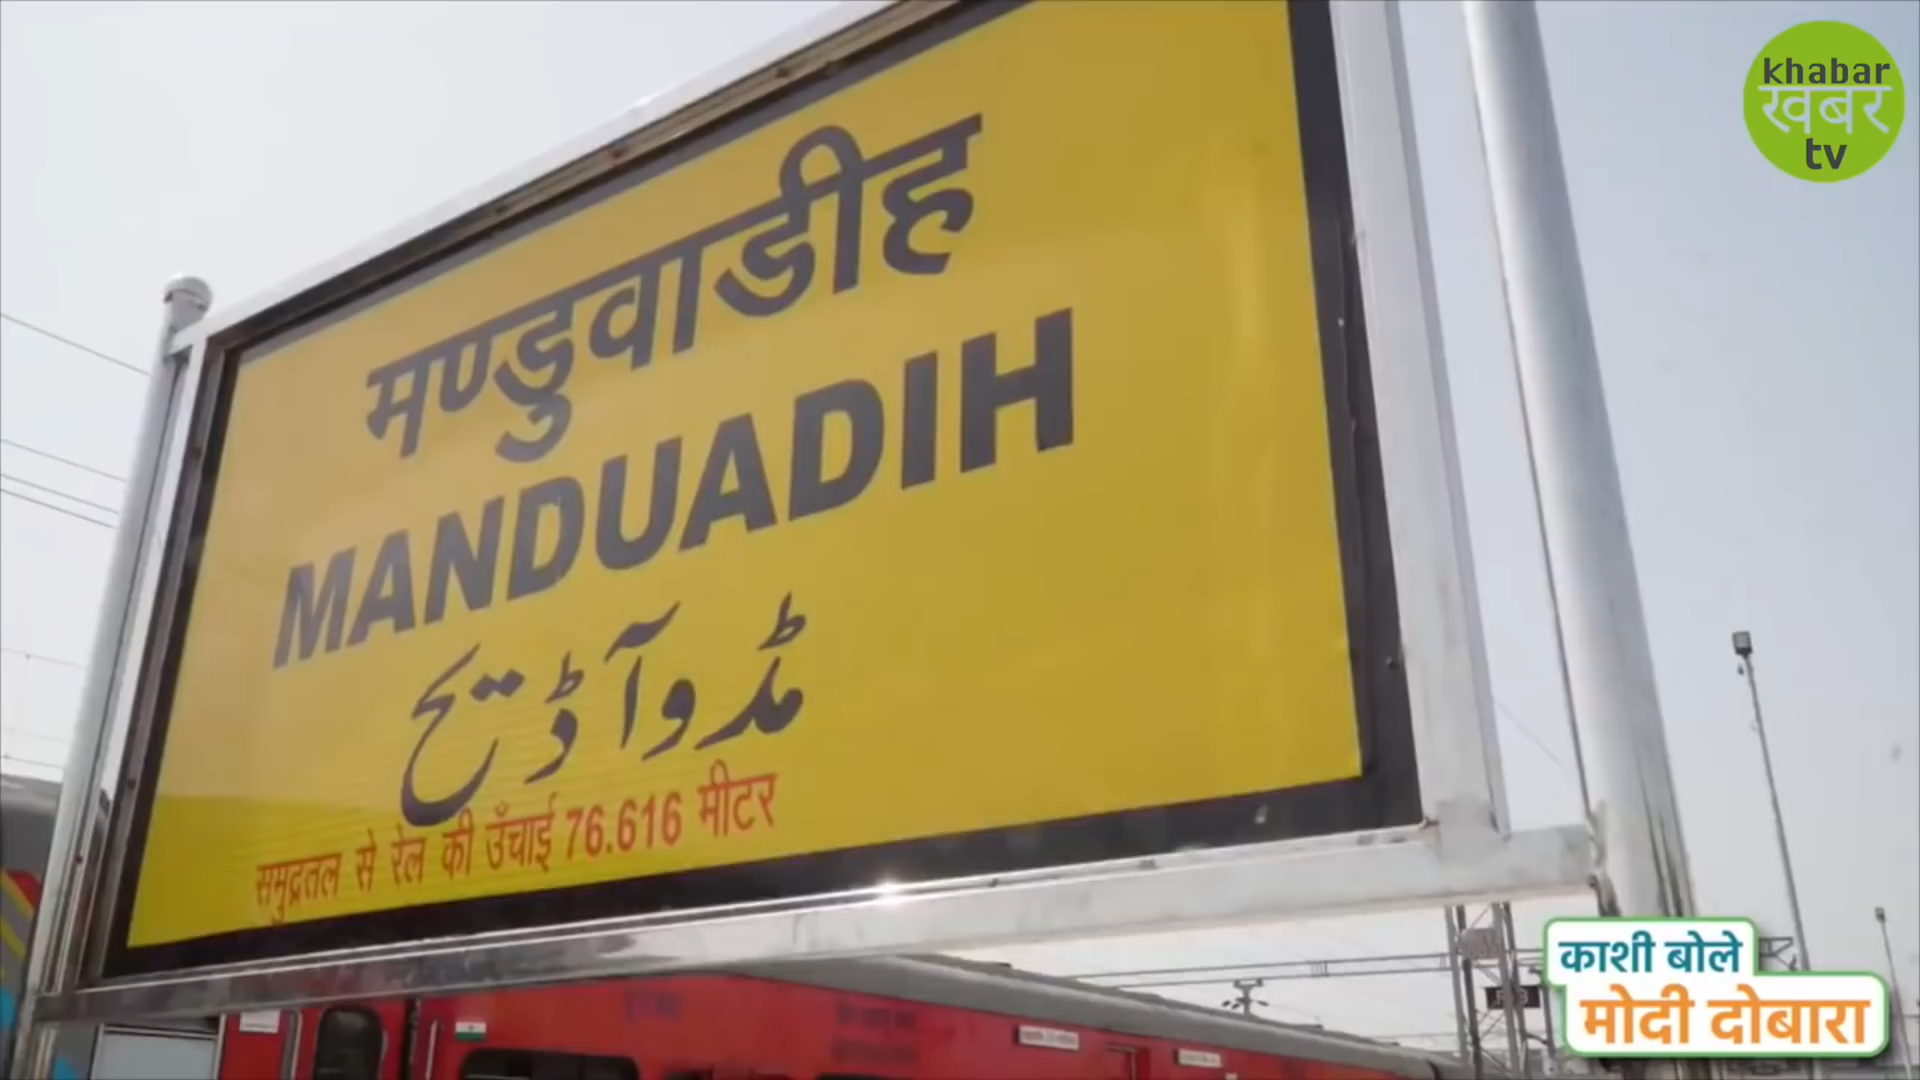 khabar
खबर
tv
मण्डुवाडीह
MANDUADIH
مڈوآڈیح
समुद्रतल से रेल की उँचाई 76.616 मीटर
काशी बोले
मोदी दोबारा